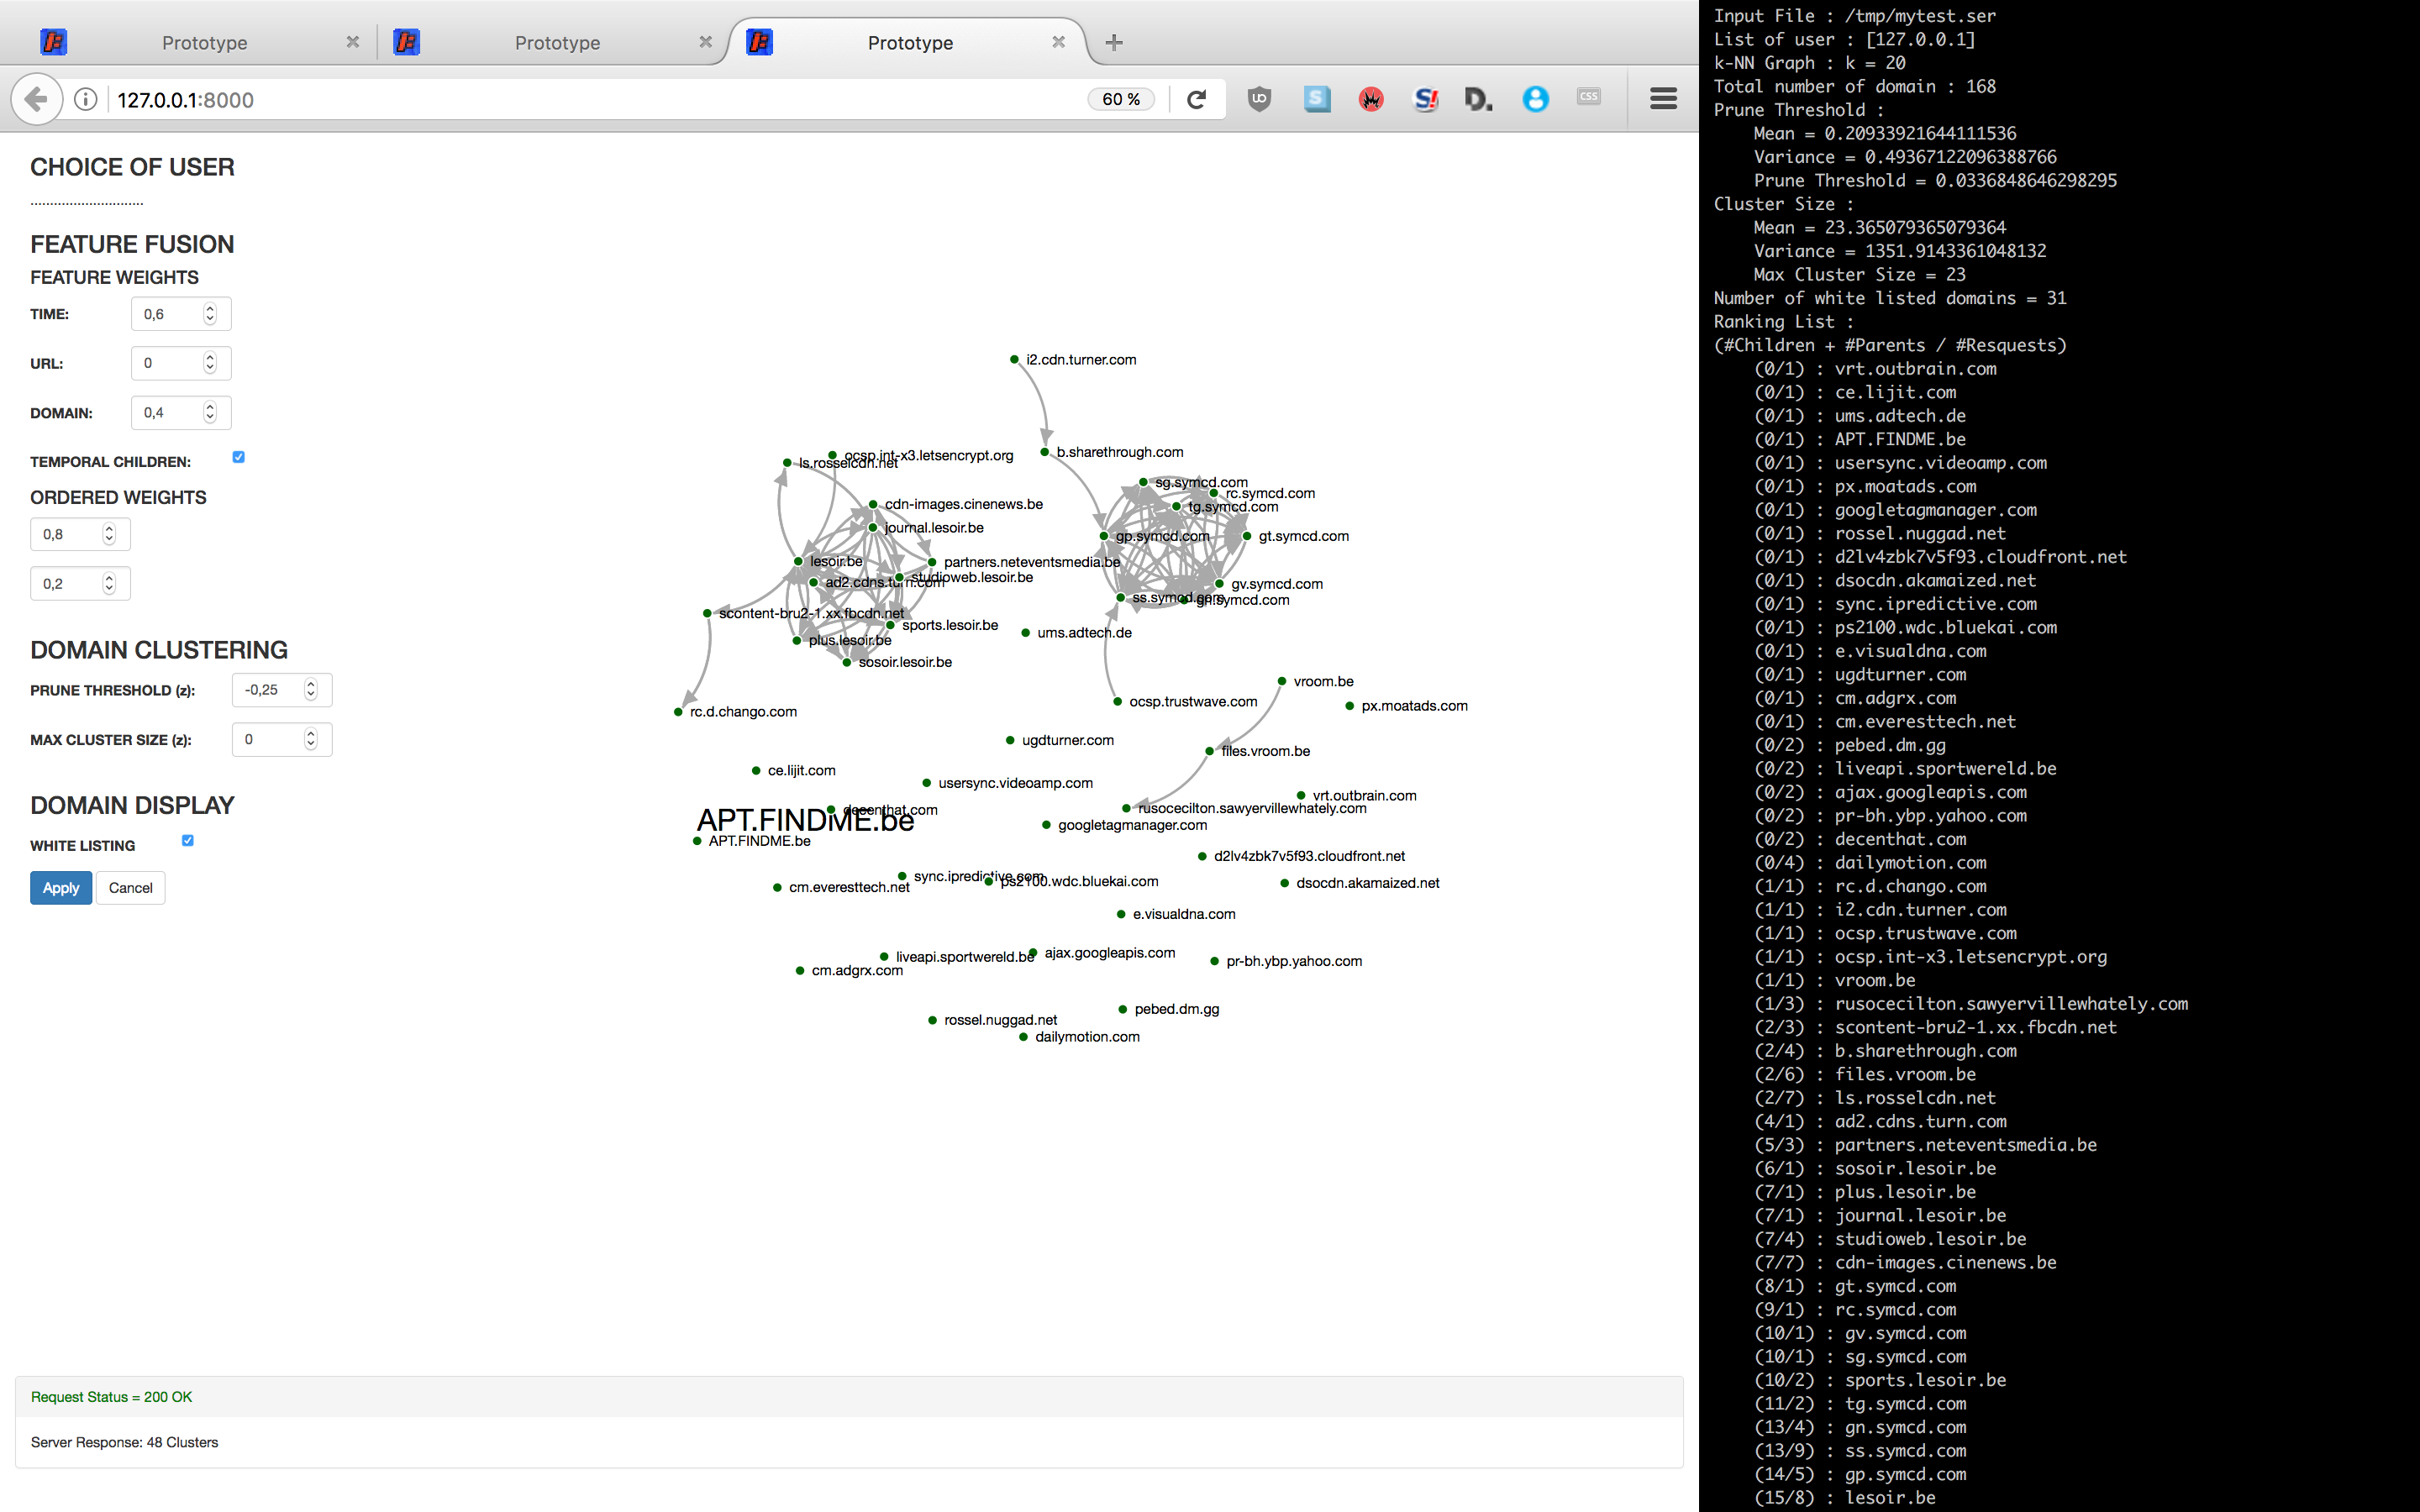 Prototype
Prototype
Prototype
127.0.0.1:8000
60 %
CHOICE OF USER
.............................
FEATURE FUSION
FEATURE WEIGHTS
TIME: 0,6
URL: 0
DOMAIN: 0,4
TEMPORAL CHILDREN:
ORDERED WEIGHTS
0,8
0,2
DOMAIN CLUSTERING
PRUNE THRESHOLD (z): -0,25
MAX CLUSTER SIZE (z): 0
DOMAIN DISPLAY
WHITE LISTING
Apply Cancel
i2.cdn.turner.com
b.sharethrough.com
ocsp.int-x3.letsencrypt.org
ls.rosselcdn.net
sg.symcd.com
rc.symcd.com
cdn-images.cinenews.be
tg.symcd.com
journal.lesoir.be
gp.symcd.com
gt.symcd.com
lesoir.be
partners.neteventsmedia.be
studioweb.lesoir.be
ad2.cdns.turn.com
gv.symcd.com
ss.symcd.com
gn.symcd.com
scontent-bru2-1.xx.fbcdn.net
sports.lesoir.be
ums.adtech.de
plus.lesoir.be
sosoir.lesoir.be
vroom.be
ocsp.trustwave.com
px.moatads.com
rc.d.chango.com
ugdturner.com
files.vroom.be
ce.lijit.com
usersync.videoamp.com
vrt.outbrain.com
decenthat.com
rusocecilton.sawyervillewhately.com
APT.FINDME.be
googletagmanager.com
APT.FINDME.be
d2lv4zbk7v5f93.cloudfront.net
sync.ipredictive.com
ps2100.wdc.bluekai.com
dsocdn.akamaized.net
cm.everesttech.net
e.visualdna.com
ajax.googleapis.com
liveapi.sportwereld.be
pr-bh.ybp.yahoo.com
cm.adgrx.com
pebed.dm.gg
rossel.nuggad.net
dailymotion.com
Request Status = 200 OK
Server Response: 48 Clusters
Input File : /tmp/mytest.ser
List of user : [127.0.0.1]
k-NN Graph : k = 20
Total number of domain : 168
Prune Threshold :
Mean = 0.20933921644111536
Variance = 0.49367122096388766
Prune Threshold = 0.0336848646298295
Cluster Size :
Mean = 23.365079365079364
Variance = 1351.9143361048132
Max Cluster Size = 23
Number of white listed domains = 31
Ranking List :
(#Children + #Parents / #Resquests)
(0/1) : vrt.outbrain.com
(0/1) : ce.lijit.com
(0/1) : ums.adtech.de
(0/1) : APT.FINDME.be
(0/1) : usersync.videoamp.com
(0/1) : px.moatads.com
(0/1) : googletagmanager.com
(0/1) : rossel.nuggad.net
(0/1) : d2lv4zbk7v5f93.cloudfront.net
(0/1) : dsocdn.akamaized.net
(0/1) : sync.ipredictive.com
(0/1) : ps2100.wdc.bluekai.com
(0/1) : e.visualdna.com
(0/1) : ugdturner.com
(0/1) : cm.adgrx.com
(0/1) : cm.everesttech.net
(0/2) : pebed.dm.gg
(0/2) : liveapi.sportwereld.be
(0/2) : ajax.googleapis.com
(0/2) : pr-bh.ybp.yahoo.com
(0/2) : decenthat.com
(0/4) : dailymotion.com
(1/1) : rc.d.chango.com
(1/1) : i2.cdn.turner.com
(1/1) : ocsp.trustwave.com
(1/1) : ocsp.int-x3.letsencrypt.org
(1/1) : vroom.be
(1/3) : rusocecilton.sawyervillewhately.com
(2/3) : scontent-bru2-1.xx.fbcdn.net
(2/4) : b.sharethrough.com
(2/6) : files.vroom.be
(2/7) : ls.rosselcdn.net
(4/1) : ad2.cdns.turn.com
(5/3) : partners.neteventsmedia.be
(6/1) : sosoir.lesoir.be
(7/1) : plus.lesoir.be
(7/1) : journal.lesoir.be
(7/4) : studioweb.lesoir.be
(7/7) : cdn-images.cinenews.be
(8/1) : gt.symcd.com
(9/1) : rc.symcd.com
(10/1) : gv.symcd.com
(10/1) : sg.symcd.com
(10/2) : sports.lesoir.be
(11/2) : tg.symcd.com
(13/4) : gn.symcd.com
(13/9) : ss.symcd.com
(14/5) : gp.symcd.com
(15/8) : lesoir.be